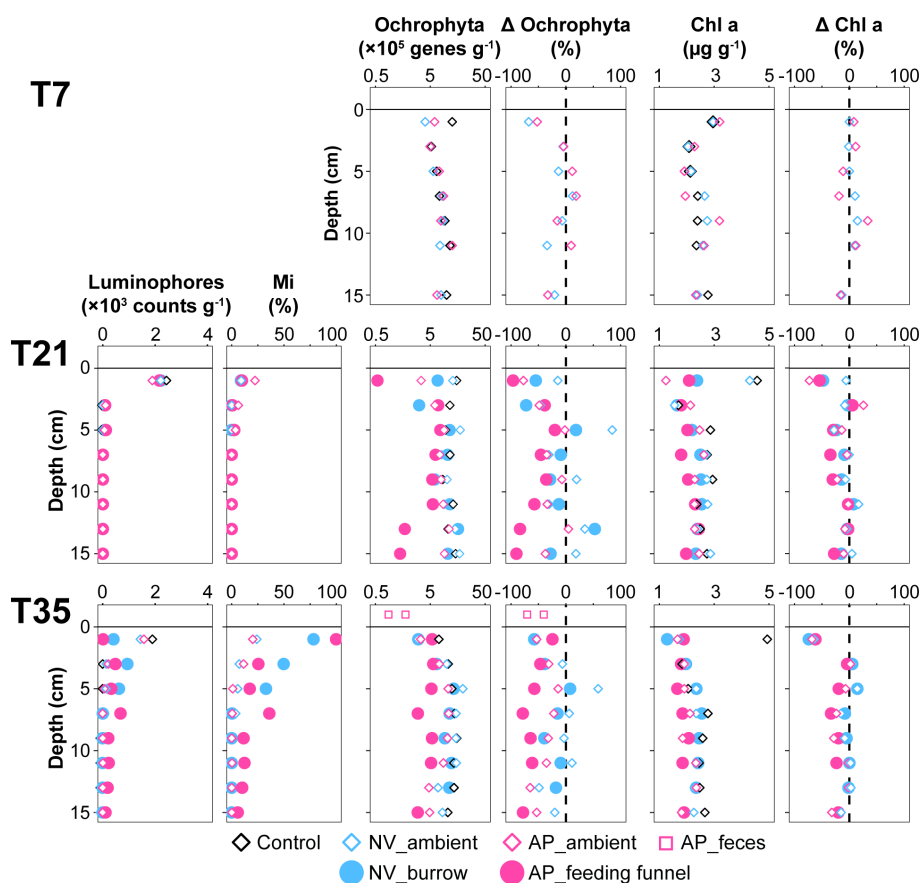 Ochrophyta Δ Ochrophyta Chl a Δ Chl a
(×10⁵ genes g⁻¹) (%) (µg g⁻¹) (%)
0.5 5 50 -100 0 100 1 3 5 -100 0 100
T7
0
5
10
15
Depth (cm)
Luminophores Mi
(×10³ counts g⁻¹) (%)
0 2 4 0 50 100 0.5 5 50 -100 0 100 1 3 5 -100 0 100
T21
0
5
10
15
Depth (cm)
0 2 4 0 50 100 0.5 5 50 -100 0 100 1 3 5 -100 0 100
T35
0
5
10
15
Depth (cm)
Control NV_ambient AP_ambient AP_feces
NV_burrow AP_feeding funnel